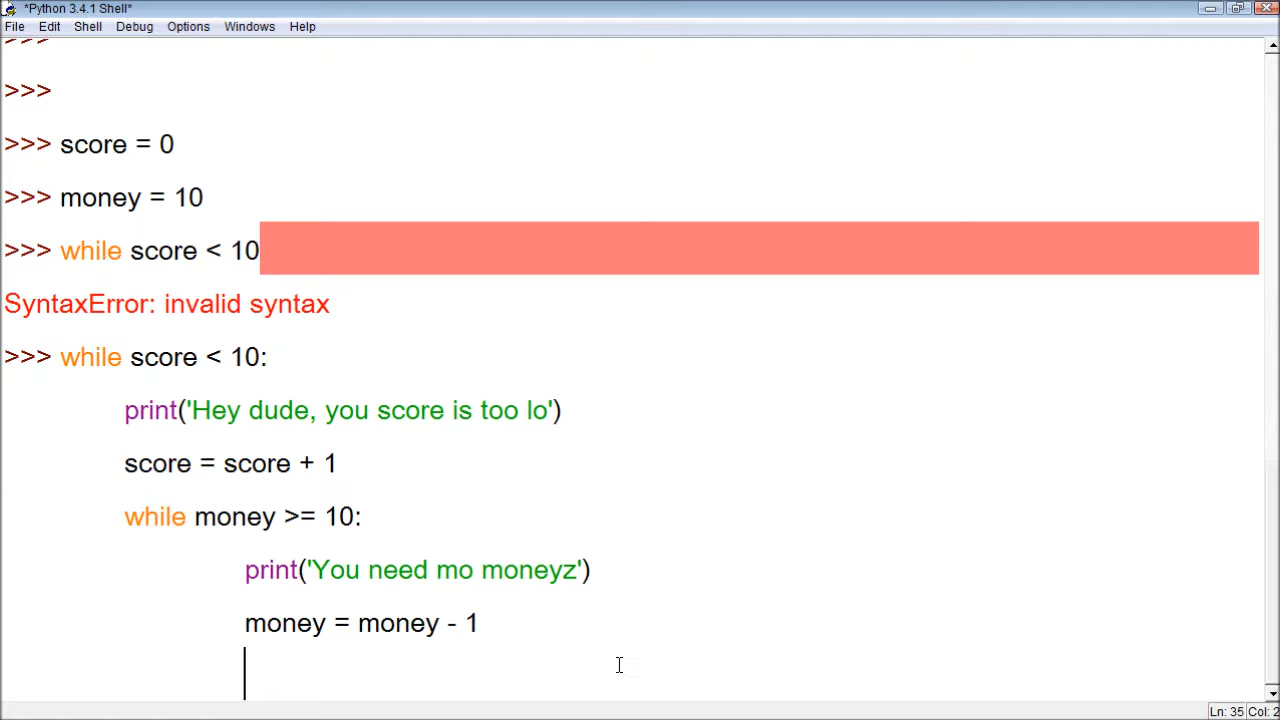 *Python 3.4.1 Shell*
File Edit Shell Debug Options Windows Help
>>>
>>>
>>> score = 0
>>> money = 10
>>> while score < 10
SyntaxError: invalid syntax
>>> while score < 10:
print('Hey dude, you score is too lo')
score = score + 1
while money >= 10:
print('You need mo moneyz')
money = money - 1
Ln: 35 Col: 2